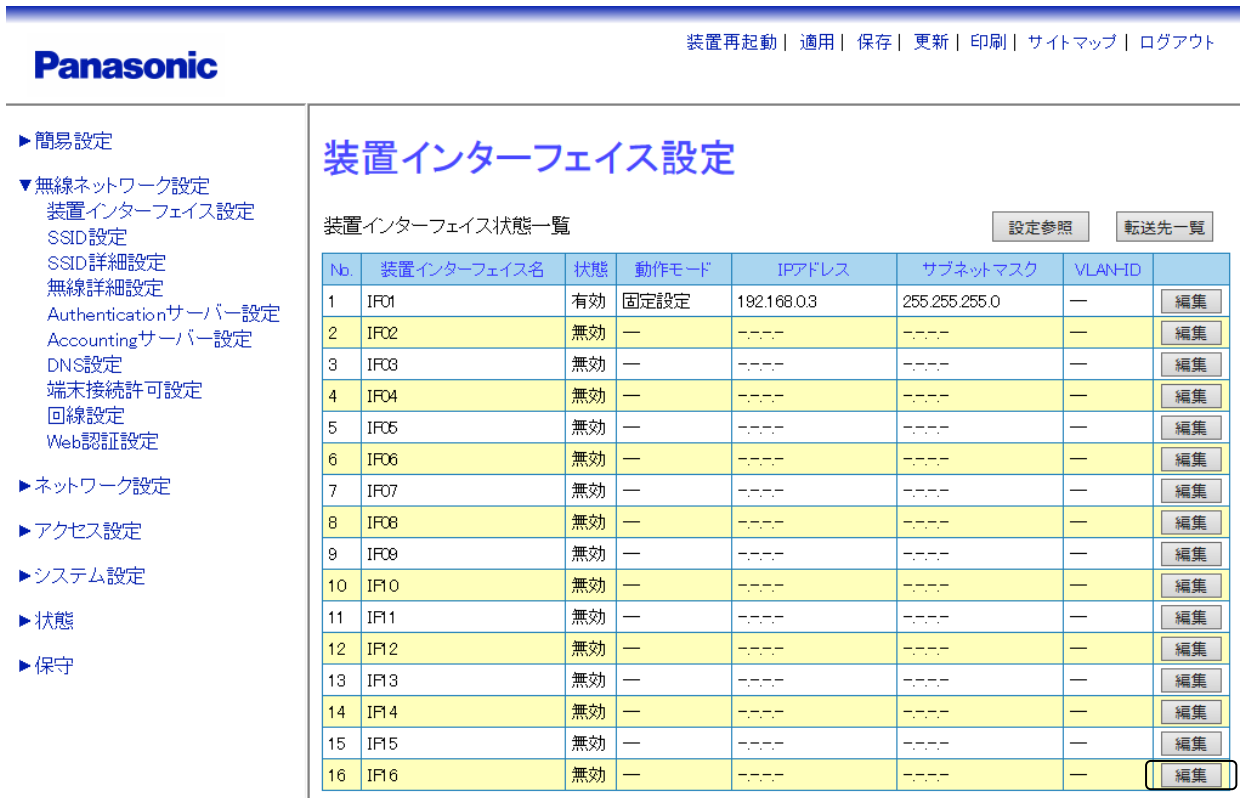 装置再起動 | 適用 | 保存 | 更新 | 印刷 | サイトマップ | ログアウト
Panasonic
▶簡易設定
▼無線ネットワーク設定
装置インターフェイス設定
SSID設定
SSID詳細設定
無線詳細設定
Authenticationサーバー設定
Accountingサーバー設定
DNS設定
端末接続許可設定
回線設定
Web認証設定
▶ネットワーク設定
▶アクセス設定
▶システム設定
▶状態
▶保守
装置インターフェイス設定
装置インターフェイス状態一覧 設定参照 転送先一覧
No. 装置インターフェイス名 状態 動作モード IPアドレス サブネットマスク VLAN-ID
1 IF01 有効 固定設定 192.168.0.3 255.255.255.0 — 編集
2 IF02 無効 — -.-.-.- -.-.-.- — 編集
3 IF03 無効 — -.-.-.- -.-.-.- — 編集
4 IF04 無効 — -.-.-.- -.-.-.- — 編集
5 IF05 無効 — -.-.-.- -.-.-.- — 編集
6 IF06 無効 — -.-.-.- -.-.-.- — 編集
7 IF07 無効 — -.-.-.- -.-.-.- — 編集
8 IF08 無効 — -.-.-.- -.-.-.- — 編集
9 IF09 無効 — -.-.-.- -.-.-.- — 編集
10 IF10 無効 — -.-.-.- -.-.-.- — 編集
11 IF11 無効 — -.-.-.- -.-.-.- — 編集
12 IF12 無効 — -.-.-.- -.-.-.- — 編集
13 IF13 無効 — -.-.-.- -.-.-.- — 編集
14 IF14 無効 — -.-.-.- -.-.-.- — 編集
15 IF15 無効 — -.-.-.- -.-.-.- — 編集
16 IF16 無効 — -.-.-.- -.-.-.- — 編集